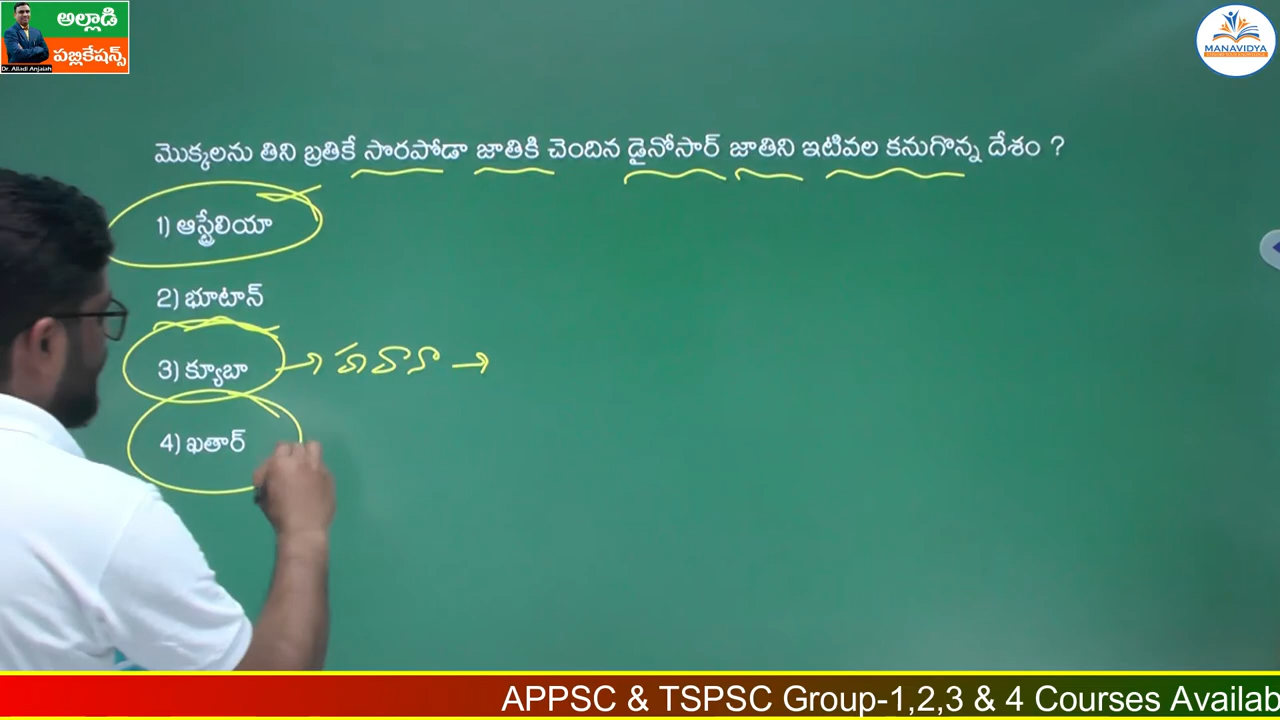 అల్లాడి
పబ్లికేషన్స్
Dr. Alladi Anjaiah
MANAVIDYA
మొక్కలను తిని బ్రతికే సారపోడా జాతికి చెందిన డైనోసార్ జాతిని ఇటివల కనుగొన్న దేశం ?
1) ఆస్ట్రేలియా
2) భూటాన్
3) క్యూబా → హవానా →
4) ఖతార్
APPSC & TSPSC Group-1,2,3 & 4 Courses Availab